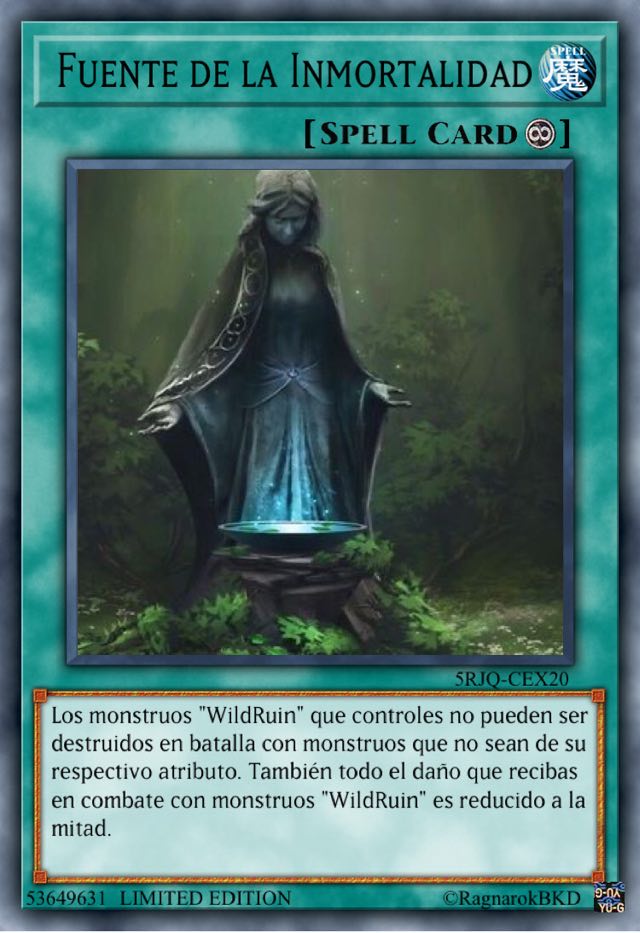 FUENTE DE LA INMORTALIDAD
SPELL
魔
[SPELL CARD ]
5RJQ-CEX20
Los monstruos "WildRuin" que controles no pueden ser
destruidos en batalla con monstruos que no sean de su
respectivo atributo. También todo el daño que recibas
en combate con monstruos "WildRuin" es reducido a la
mitad.
53649631 LIMITED EDITION
©RagnarokBKD
YU-G
YU-G